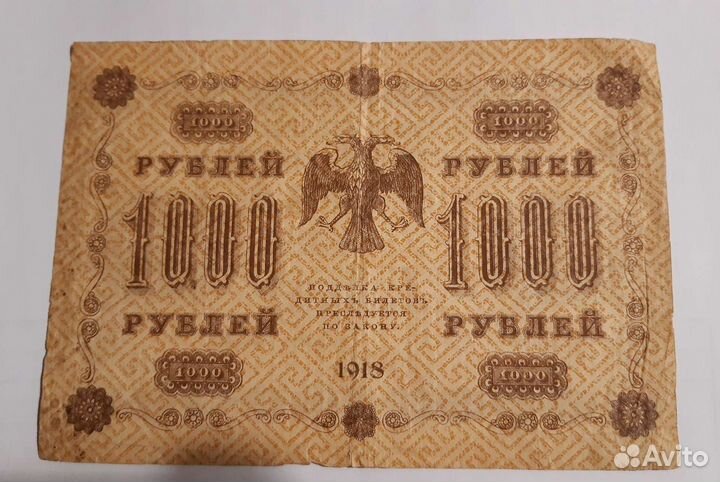 1000 1000
РУБЛЕЙ РУБЛЕЙ
1000 1000
ПОДДѢЛКА КРЕ-
ДИТНЫХЪ БИЛЕТОВЪ
ПРЕСЛѢДУЕТСЯ
ПО ЗАКОНУ.
РУБЛЕЙ РУБЛЕЙ
1000 1918 1000
Avito